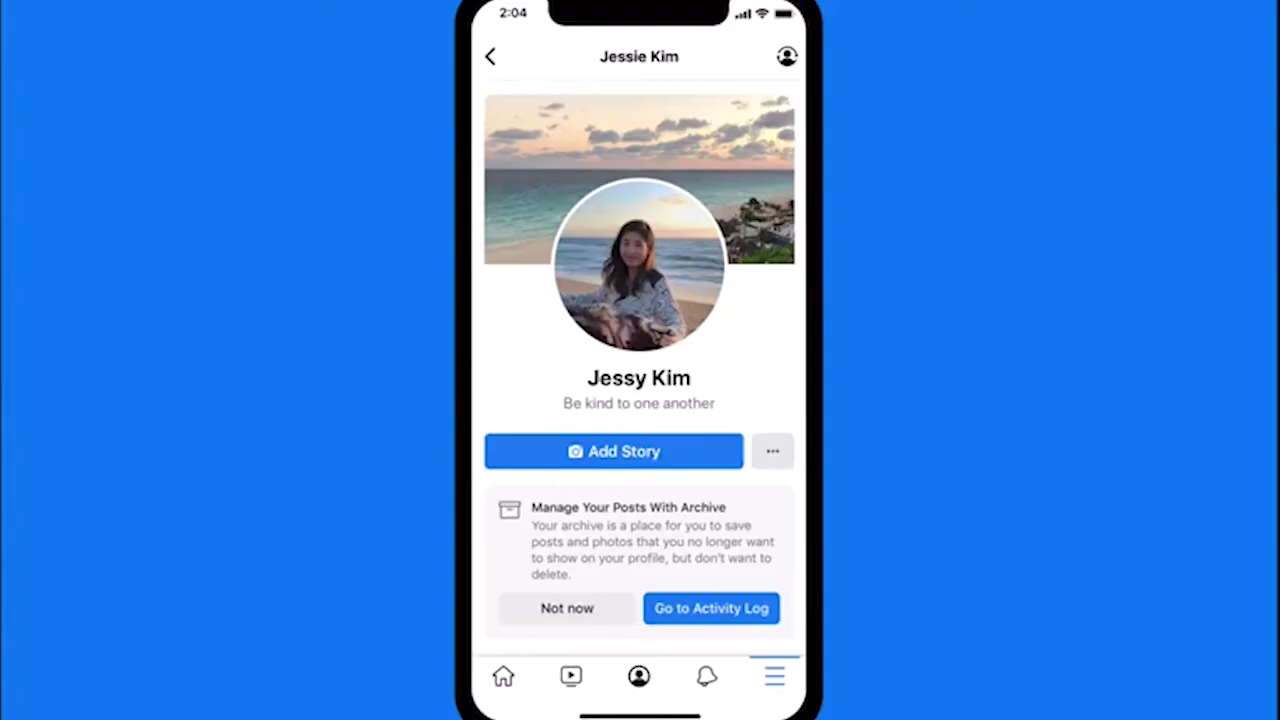 2:04
Jessie Kim
Jessy Kim
Be kind to one another
Add Story
Manage Your Posts With Archive
Your archive is a place for you to save
posts and photos that you no longer want
to show on your profile, but don't want to
delete.
Not now
Go to Activity Log